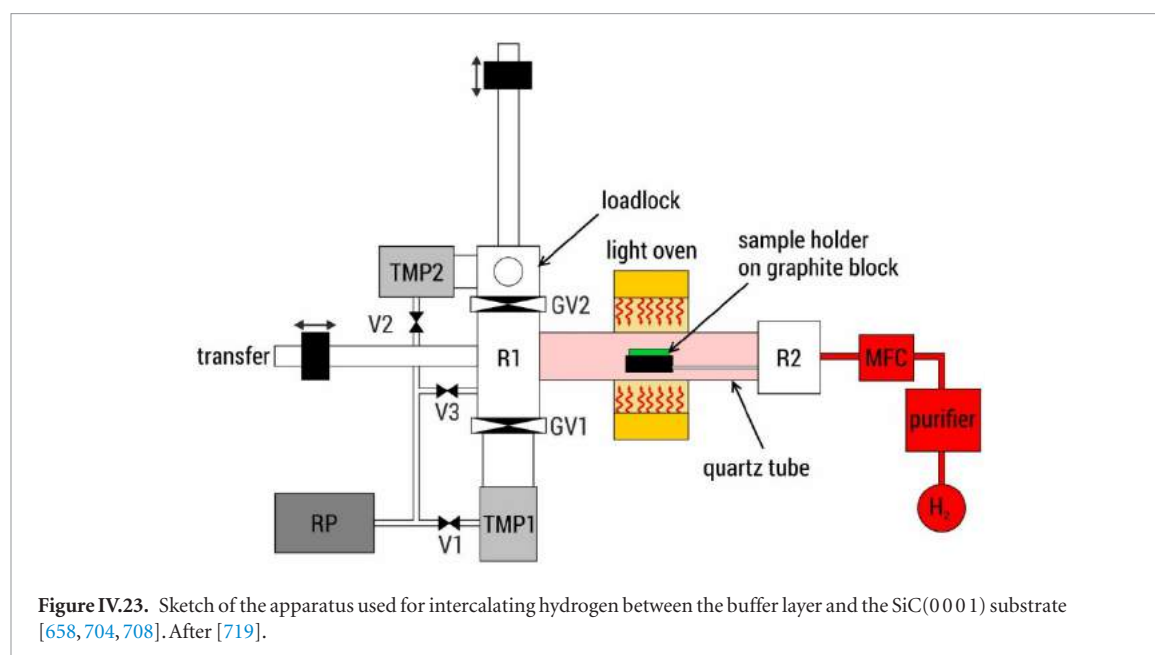 loadlock
sample holder
on graphite block
light oven
TMP2
GV2
V2
transfer
R1
R2
MFC
V3
GV1
purifier
quartz tube
RP
V1
TMP1
H₂
Figure IV.23. Sketch of the apparatus used for intercalating hydrogen between the buffer layer and the SiC(0 0 0 1) substrate
[658, 704, 708]. After [719].